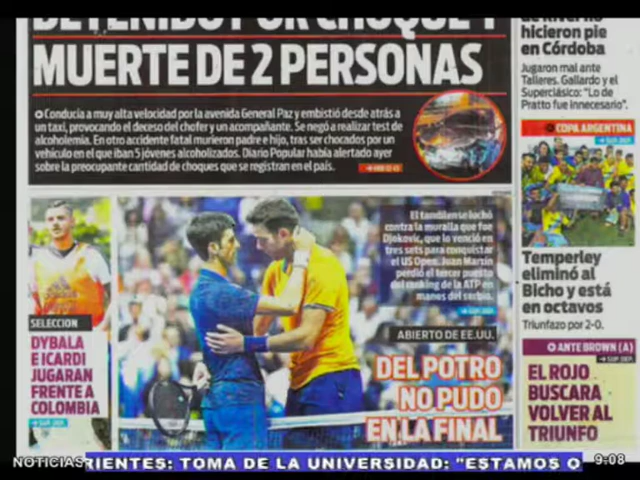 DETENIDO POR CHOQUE Y
MUERTE DE 2 PERSONAS
Conducía a muy alta velocidad por la avenida General Paz y embistió desde atrás a
un taxi, provocando el deceso del chofer y un acompañante. Se negó a realizar test de
alcoholemia. En otro accidente fatal murieron padre e hijo, tras ser chocados por un
vehículo en el que iban 5 jóvenes alcoholizados. Diario Popular había alertado ayer
sobre la preocupante cantidad de choques que se registran en el país.
hicieron pie
en Córdoba
Jugaron mal ante
Talleres. Gallardo y el
Superclásico: "Lo de
Pratto fue innecesario".
COPA ARGENTINA
Temperley
eliminó al
Bicho y está
en octavos
Triunfazo por 2-0.
ANTE BROWN (A)
EL ROJO
BUSCARA
VOLVER AL
TRIUNFO
SELECCION
DYBALA
E ICARDI
JUGARAN
FRENTE A
COLOMBIA
El tandilense luchó
contra la muralla que fue
Djokovic, que lo venció en
tres sets para conquistar
el US Open. Juan Martín
perdió el tercer puesto
del ranking de la ATP en
manos del serbio.
ABIERTO DE EE.UU.
DEL POTRO
NO PUDO
EN LA FINAL
NOTICIAS
RIENTES: TOMA DE LA UNIVERSIDAD: "ESTAMOS O
9:08